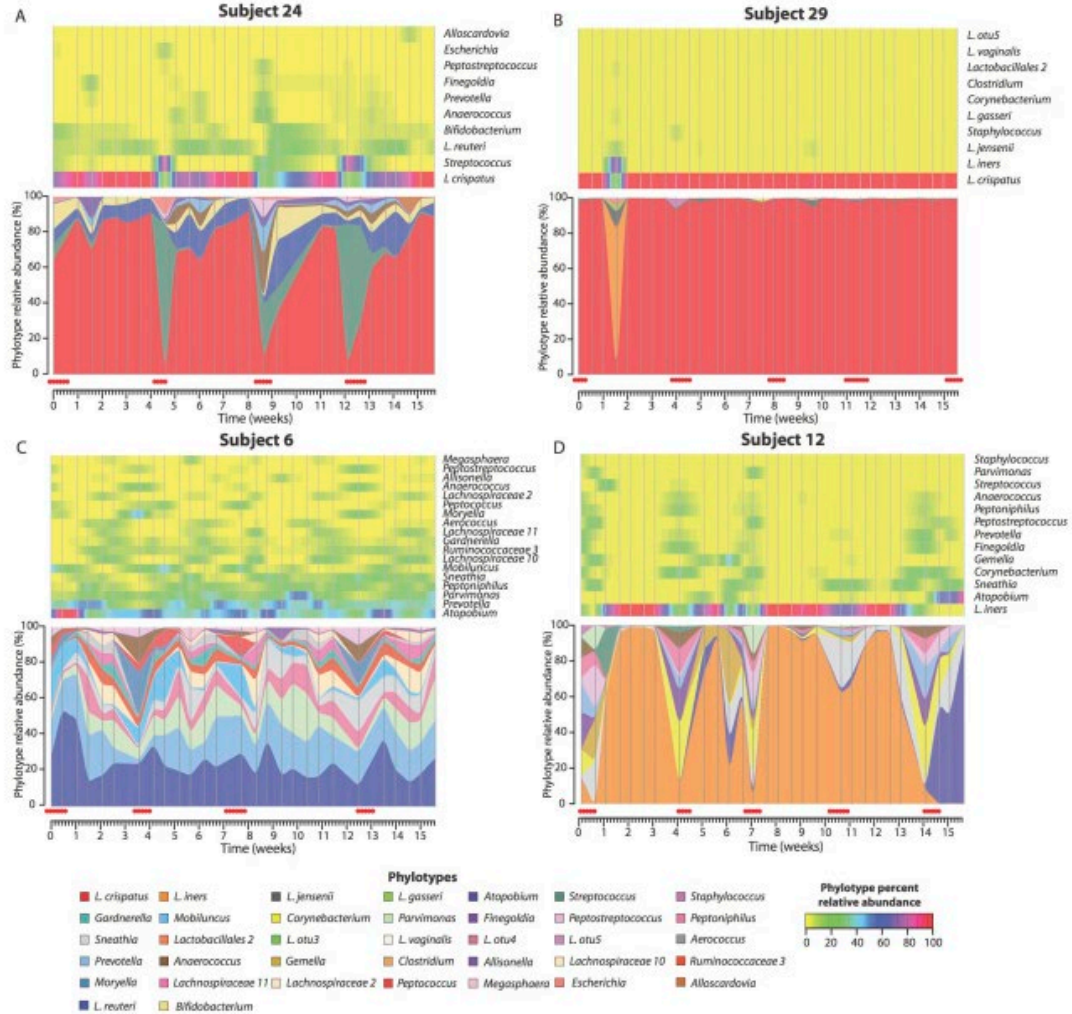 A
Subject 24
Alloscardovia
Escherichia
Peptostreptococcus
Finegoldia
Prevotella
Anaerococcus
Bifidobacterium
L. reuteri
Streptococcus
L crispatus
Phylotype relative abundance (%)
100
80
60
40
20
0
0 1 2 3 4 5 6 7 8 9 10 11 12 13 14 15
Time (weeks)
B
Subject 29
L. otu5
L. vaginalis
Lactobacillales 2
Clostridium
Corynebacterium
L. gasseri
Staphylococcus
L. jensenii
L. iners
L. crispatus
Phylotype relative abundance (%)
100
80
60
40
20
0
0 1 2 3 4 5 6 7 8 9 10 11 12 13 14 15
Time (weeks)
C
Subject 6
Megasphaera
Peptostreptococcus
Allisonella
Anaerococcus
Lachnospiraceae 2
Peptococcus
Moryella
Aerococcus
Lachnospiraceae 11
Gardnerella
Ruminococcaceae 3
Lachnospiraceae 10
Mobiluncus
Sneathia
Peptoniphilus
Parvimonas
Prevotella
Atopobium
Phylotype relative abundance (%)
100
80
60
40
20
0
0 1 2 3 4 5 6 7 8 9 10 11 12 13 14 15
Time (weeks)
D
Subject 12
Staphylococcus
Parvimonas
Streptococcus
Anaerococcus
Peptoniphilus
Peptostreptococcus
Prevotella
Finegoldia
Gemella
Corynebacterium
Sneathia
Atopobium
L. iners
Phylotype relative abundance (%)
100
80
60
40
20
0
0 1 2 3 4 5 6 7 8 9 10 11 12 13 14 15
Time (weeks)
Phylotypes
L. crispatus L. iners L. jensenii L. gasseri Atopobium Streptococcus Staphylococcus
Gardnerella Mobiluncus Corynebacterium Parvimonas Finegoldia Peptostreptococcus Peptoniphilus
Sneathia Lactobacillales 2 L. otu3 L. vaginalis L. otu4 L. otu5 Aerococcus
Prevotella Anaerococcus Gemella Clostridium Allisonella Lachnospiraceae 10 Ruminococcaceae 3
Moryella Lachnospiraceae 11 Lachnospiraceae 2 Peptococcus Megasphaera Escherichia Alloscardovia
L. reuteri Bifidobacterium
Phylotype percent
relative abundance
0 20 40 60 80 100